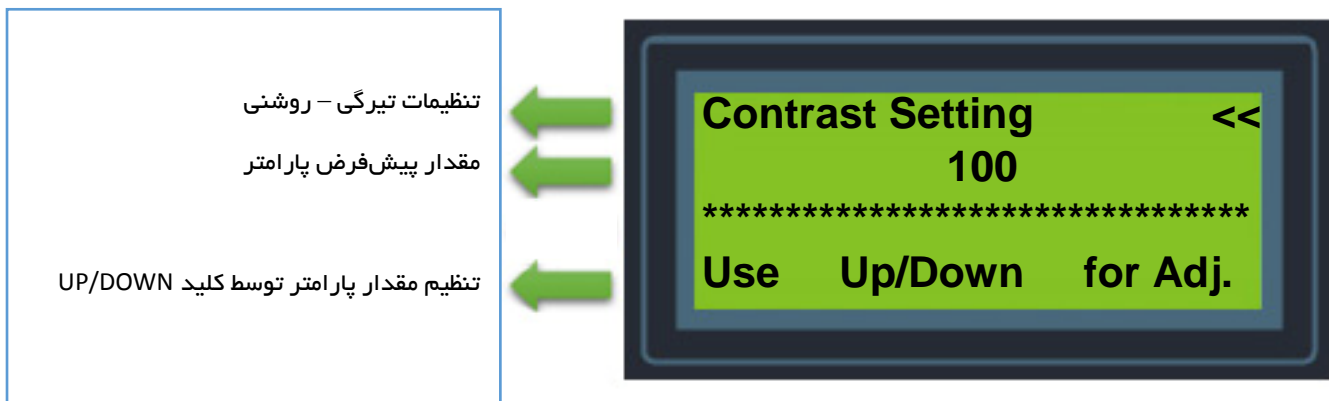 تنظیمات تیرگی – روشنی
مقدار پیش‌فرض پارامتر
تنظیم مقدار پارامتر توسط کلید UP/DOWN
Contrast Setting <<
100
*********************************
Use Up/Down for Adj.